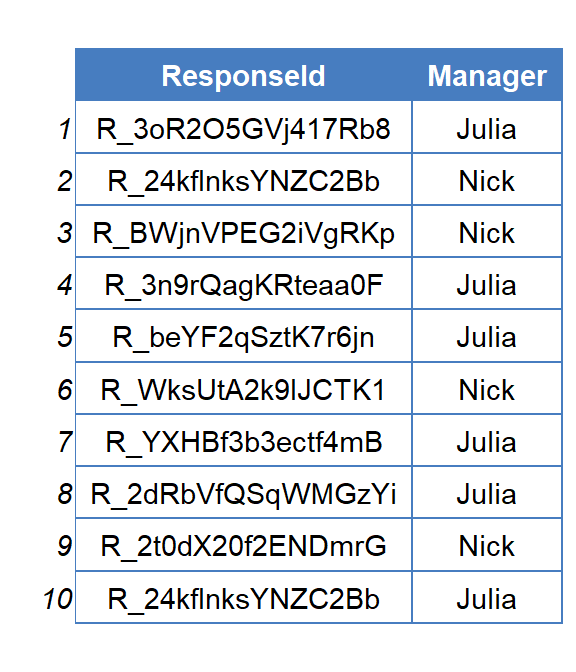 ResponseId Manager
1 R_3oR2O5GVj417Rb8 Julia
2 R_24kflnksYNZC2Bb Nick
3 R_BWjnVPEG2iVgRKp Nick
4 R_3n9rQagKRteaa0F Julia
5 R_beYF2qSztK7r6jn Julia
6 R_WksUtA2k9lJCTK1 Nick
7 R_YXHBf3b3ectf4mB Julia
8 R_2dRbVfQSqWMGzYi Julia
9 R_2t0dX20f2ENDmrG Nick
10 R_24kflnksYNZC2Bb Julia